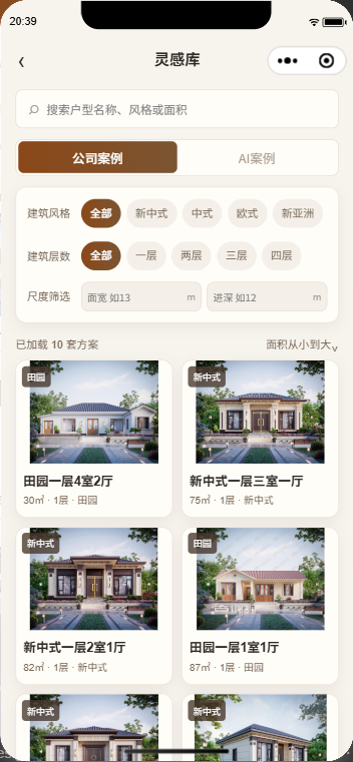 20:39
灵感库
搜索户型名称、风格或面积
公司案例
AI案例
建筑风格 全部 新中式 中式 欧式 新亚洲
建筑层数 全部 一层 两层 三层 四层
尺度筛选 面宽 如13 m 进深 如12 m
已加载 10 套方案 面积从小到大
田园
新中式
田园一层4室2厅
30㎡ · 1层 · 田园
新中式一层三室一厅
75㎡ · 1层 · 新中式
新中式
田园
新中式一层2室1厅
82㎡ · 1层 · 新中式
田园一层1室1厅
87㎡ · 1层 · 田园
新中式
新中式